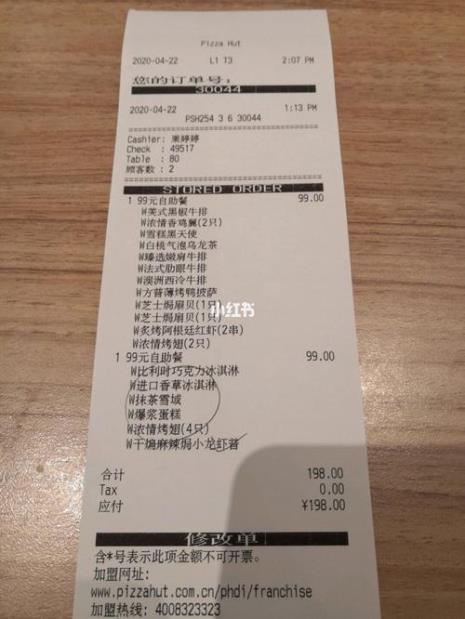 Pizza Hut
2020-04-22 L1 T3 2:07 PM
您的订单号:
30044
2020-04-22 1:13 PM
PSH254 3 6 30044
Cashier: 果婷婷
Check : 49517
Table : 80
顾客数 : 2
STORED ORDER
1 99元自助餐 99.00
W美式黑椒牛排
W浓情香鸡翼(2只)
W雪糕黑天使
W白桃气泡乌龙茶
W臻选嫩肩牛排
W法式肋眼牛排
W澳洲西冷牛排
W方普薄烤鸭披萨
W芝士焗扇贝(1只)
W芝士焗扇贝(1只)
W炙烤阿根廷红虾(2串)
W浓情烤翅(2只)
1 99元自助餐 99.00
W比利时巧克力冰淇淋
W进口香草冰淇淋
W抹茶雪域
W爆浆蛋糕
W浓情烤翅(4只)
W干煸麻辣焗小龙虾
合计 198.00
Tax 0.00
应付 ¥198.00
修改单
含*号表示此项金额不可开票。
加盟网址:
www.pizzahut.com.cn/phdi/franchise
加盟热线: 4008323323
小红书